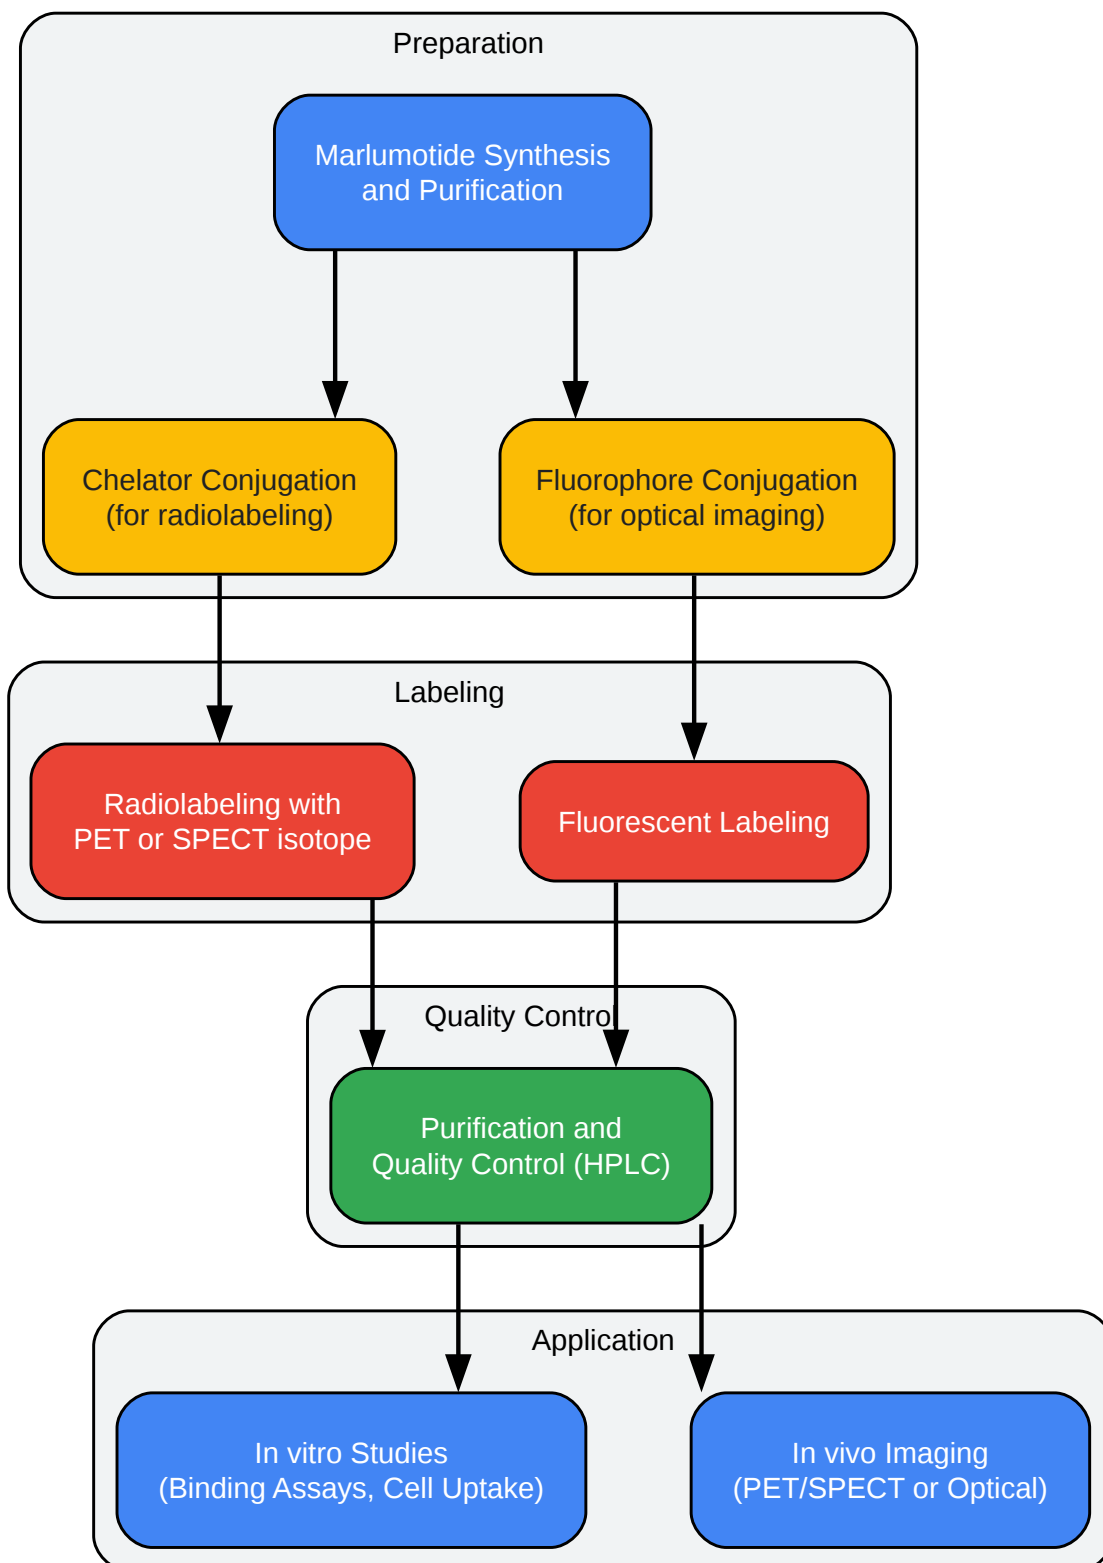 Preparation
Marlumotide Synthesis
and Purification
Chelator Conjugation
(for radiolabeling)
Fluorophore Conjugation
(for optical imaging)
Labeling
Radiolabeling with
PET or SPECT isotope
Fluorescent Labeling
Quality Control
Purification and
Quality Control (HPLC)
Application
In vitro Studies
(Binding Assays, Cell Uptake)
In vivo Imaging
(PET/SPECT or Optical)